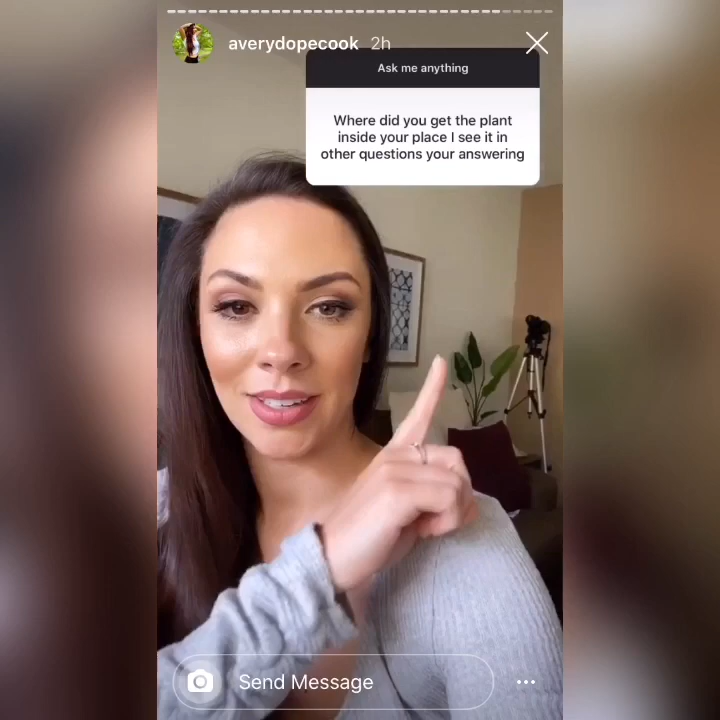 averydopecook 2h
Ask me anything
Where did you get the plant
inside your place I see it in
other questions your answering
Send Message